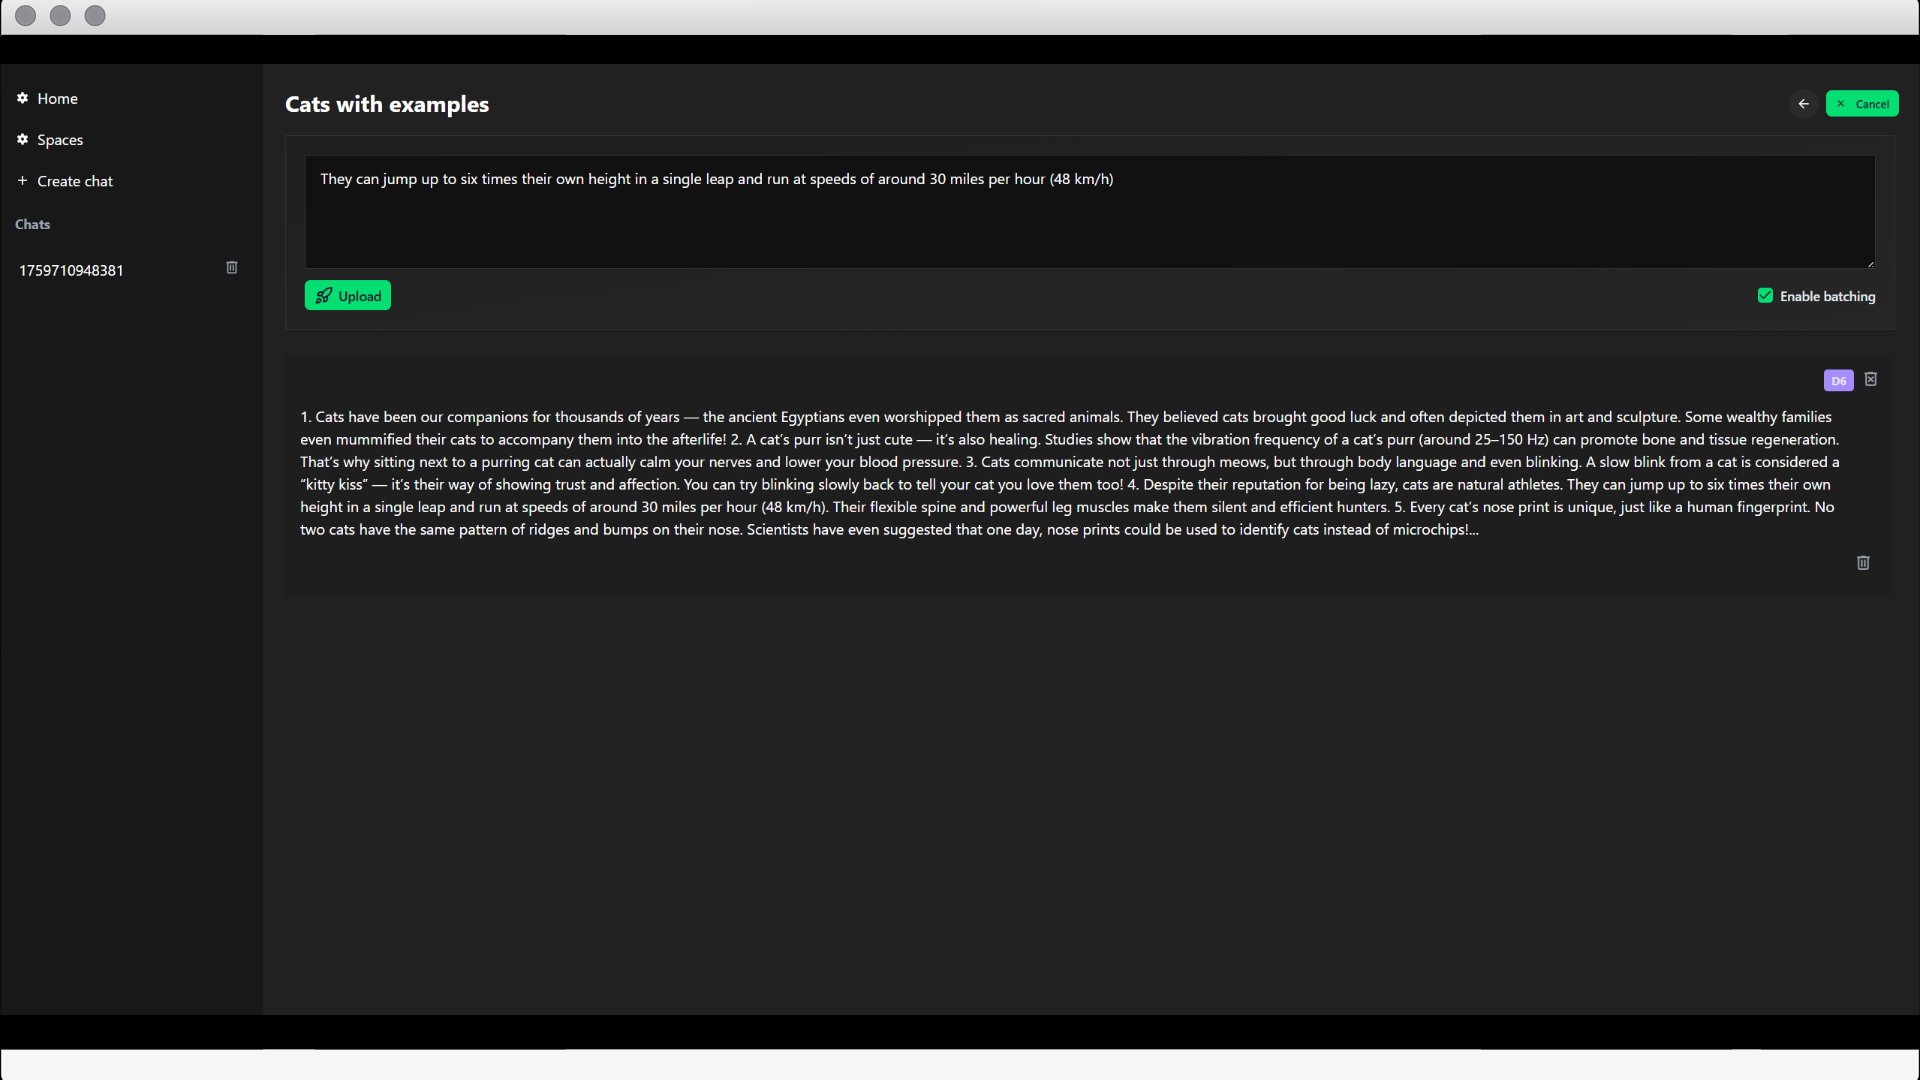 Home
Spaces
Create chat
Chats
1759710948381
Cats with examples
Cancel
They can jump up to six times their own height in a single leap and run at speeds of around 30 miles per hour (48 km/h)
Upload
Enable batching
D6
1. Cats have been our companions for thousands of years — the ancient Egyptians even worshipped them as sacred animals. They believed cats brought good luck and often depicted them in art and sculpture. Some wealthy families
even mummified their cats to accompany them into the afterlife! 2. A cat’s purr isn’t just cute — it’s also healing. Studies show that the vibration frequency of a cat’s purr (around 25–150 Hz) can promote bone and tissue regeneration.
That’s why sitting next to a purring cat can actually calm your nerves and lower your blood pressure. 3. Cats communicate not just through meows, but through body language and even blinking. A slow blink from a cat is considered a
“kitty kiss” — it’s their way of showing trust and affection. You can try blinking slowly back to tell your cat you love them too! 4. Despite their reputation for being lazy, cats are natural athletes. They can jump up to six times their own
height in a single leap and run at speeds of around 30 miles per hour (48 km/h). Their flexible spine and powerful leg muscles make them silent and efficient hunters. 5. Every cat’s nose print is unique, just like a human fingerprint. No
two cats have the same pattern of ridges and bumps on their nose. Scientists have even suggested that one day, nose prints could be used to identify cats instead of microchips!...